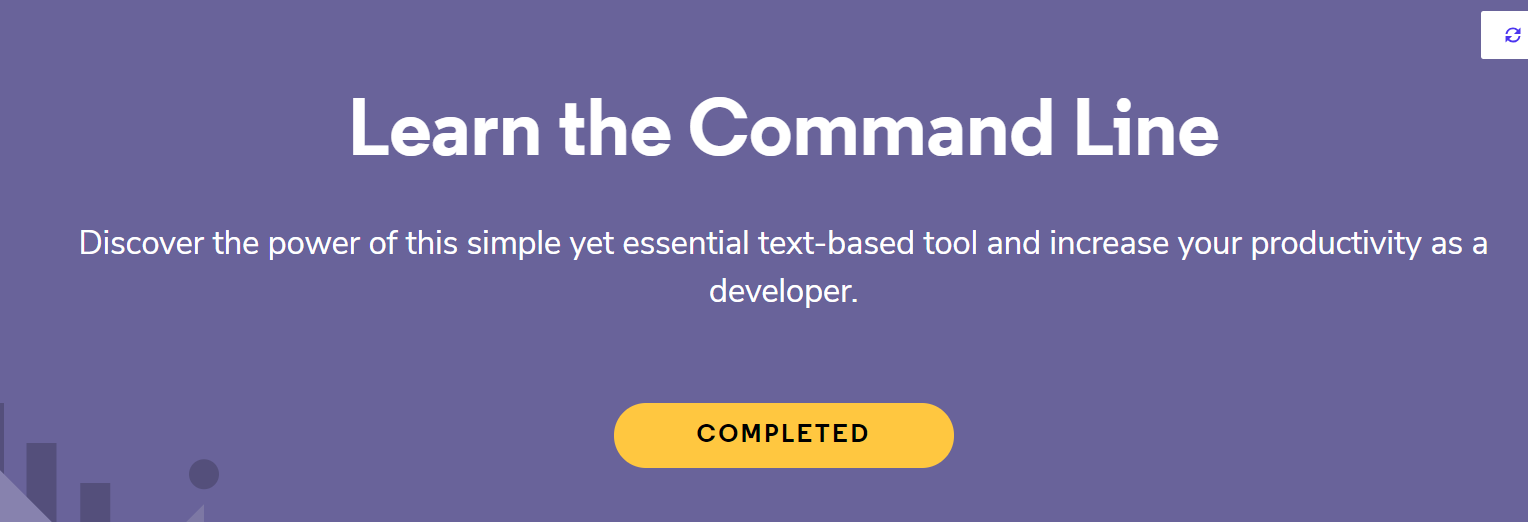 Learn the Command Line
Discover the power of this simple yet essential text-based tool and increase your productivity as a
developer.
COMPLETED